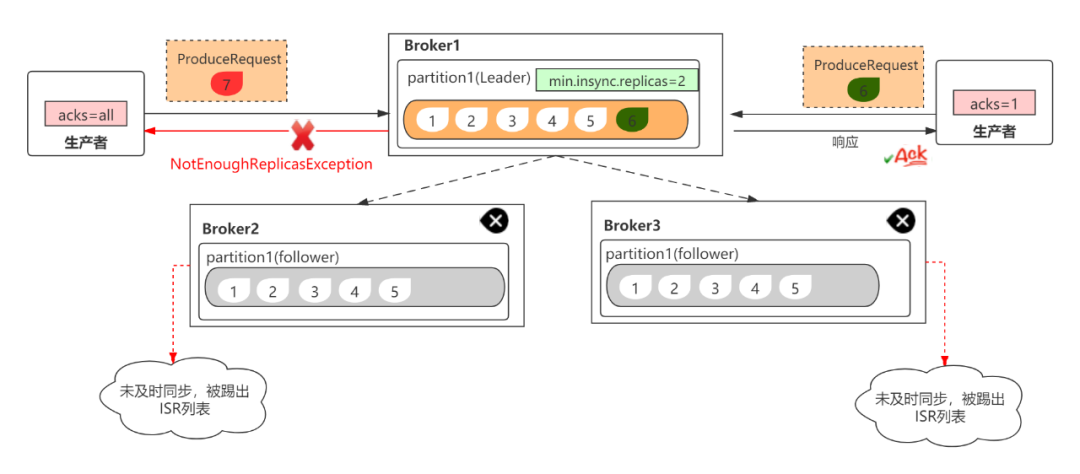 Broker1
ProduceRequest
7
partition1(Leader)
min.insync.replicas=2
ProduceRequest
6
acks=all
生产者
1 2 3 4 5 6
acks=1
生产者
NotEnoughReplicasException
响应
Ack
Broker2
partition1(follower)
1 2 3 4 5
Broker3
partition1(follower)
1 2 3 4 5
未及时同步，被踢出
ISR列表
未及时同步，被踢出
ISR列表